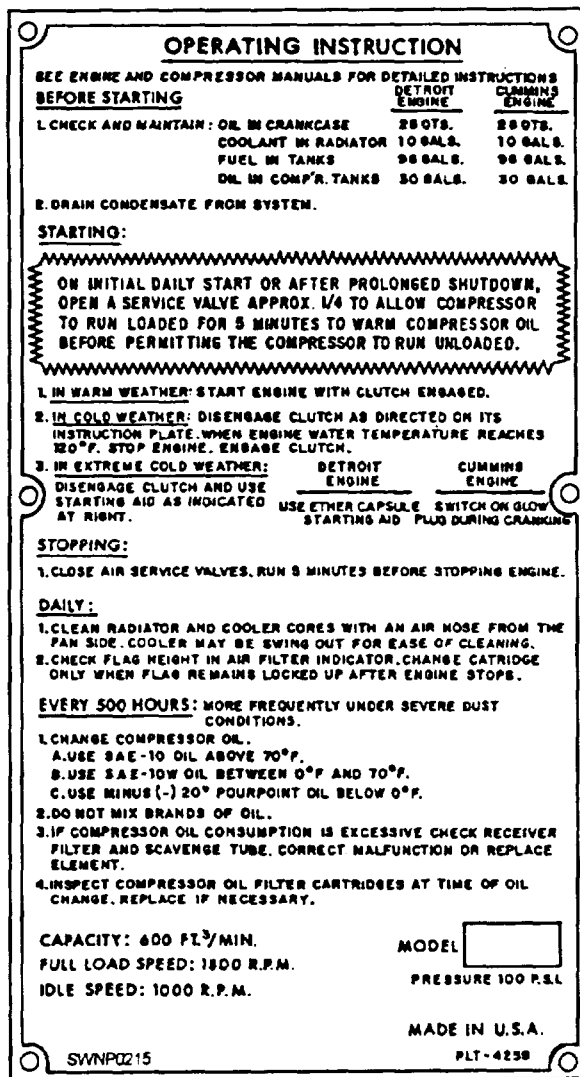 OPERATING INSTRUCTION
SEE ENGINE AND COMPRESSOR MANUALS FOR DETAILED INSTRUCTIONS
BEFORE STARTING DETROIT ENGINE CUMMINS ENGINE
1. CHECK AND MAINTAIN: OIL IN CRANKCASE 28 QTS. 28 QTS.
COOLANT IN RADIATOR 10 GALS. 10 GALS.
FUEL IN TANKS 96 GALS. 96 GALS.
OIL IN COMP'R. TANKS 30 GALS. 30 GALS.
2. DRAIN CONDENSATE FROM SYSTEM.
STARTING:
ON INITIAL DAILY START OR AFTER PROLONGED SHUTDOWN,
OPEN A SERVICE VALVE APPROX. 1/4 TO ALLOW COMPRESSOR
TO RUN LOADED FOR 5 MINUTES TO WARM COMPRESSOR OIL
BEFORE PERMITTING THE COMPRESSOR TO RUN UNLOADED.
1. IN WARM WEATHER: START ENGINE WITH CLUTCH ENGAGED.
2. IN COLD WEATHER: DISENGAGE CLUTCH AS DIRECTED ON ITS
INSTRUCTION PLATE. WHEN ENGINE WATER TEMPERATURE REACHES
120°F. STOP ENGINE. ENGAGE CLUTCH.
3. IN EXTREME COLD WEATHER:
DISENGAGE CLUTCH AND USE
STARTING AID AS INDICATED
AT RIGHT.
DETROIT
ENGINE
USE ETHER CAPSULE
STARTING AID
CUMMINS
ENGINE
SWITCH ON GLOW
PLUG DURING CRANKING
STOPPING:
1. CLOSE AIR SERVICE VALVES, RUN 5 MINUTES BEFORE STOPPING ENGINE.
DAILY:
1. CLEAN RADIATOR AND COOLER CORES WITH AN AIR HOSE FROM THE
FAN SIDE. COOLER MAY BE SWING OUT FOR EASE OF CLEANING.
2. CHECK FLAG HEIGHT IN AIR FILTER INDICATOR. CHANGE CATRIDGE
ONLY WHEN FLAG REMAINS LOCKED UP AFTER ENGINE STOPS.
EVERY 500 HOURS: MORE FREQUENTLY UNDER SEVERE DUST
CONDITIONS.
1. CHANGE COMPRESSOR OIL.
A. USE SAE-10 OIL ABOVE 70°F.
B. USE SAE-10W OIL BETWEEN 0°F AND 70°F.
C. USE MINUS (-) 20° POURPOINT OIL BELOW 0°F.
2. DO NOT MIX BRANDS OF OIL.
3. IF COMPRESSOR OIL CONSUMPTION IS EXCESSIVE CHECK RECEIVER
FILTER AND SCAVENGE TUBE. CORRECT MALFUNCTION OR REPLACE
ELEMENT.
4. INSPECT COMPRESSOR OIL FILTER CARTRIDGES AT TIME OF OIL
CHANGE. REPLACE IF NECESSARY.
CAPACITY: 600 FT.³/MIN.
FULL LOAD SPEED: 1800 R.P.M.
IDLE SPEED: 1000 R.P.M.
MODEL
PRESSURE 100 P.S.I.
MADE IN U.S.A.
SWNP0215
PLT-4239